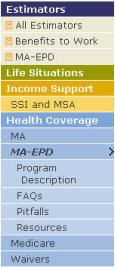 Estimators
All Estimators
Benefits to Work
MA-EPD
Life Situations
Income Support
SSI and MSA
Health Coverage
MA
MA-EPD
Program
Description
FAQs
Pitfalls
Resources
Medicare
Waivers